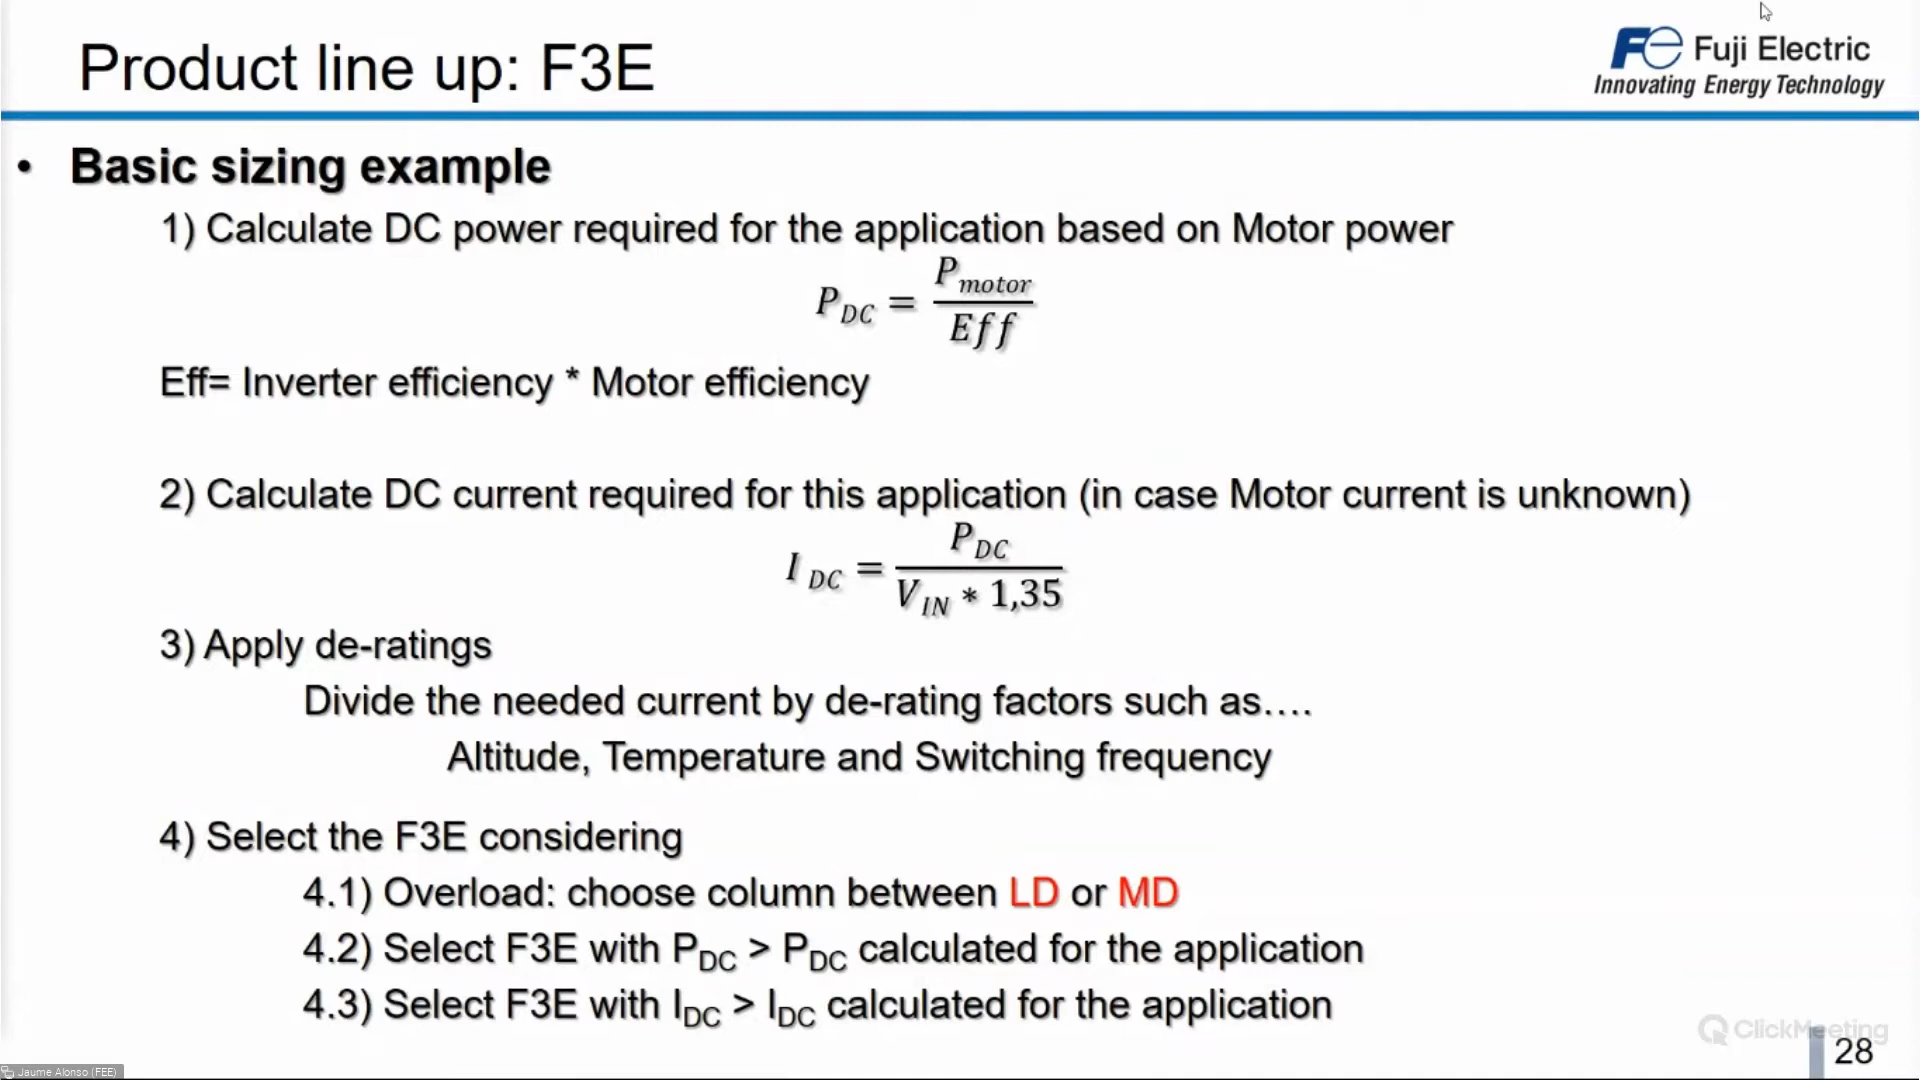 Product line up: F3E
Fe Fuji Electric
Innovating Energy Technology
• Basic sizing example
1) Calculate DC power required for the application based on Motor power
P_DC = P_motor / Eff
Eff= Inverter efficiency * Motor efficiency
2) Calculate DC current required for this application (in case Motor current is unknown)
I_DC = P_DC / V_IN * 1,35
3) Apply de-ratings
Divide the needed current by de-rating factors such as….
Altitude, Temperature and Switching frequency
4) Select the F3E considering
4.1) Overload: choose column between LD or MD
4.2) Select F3E with P_DC > P_DC calculated for the application
4.3) Select F3E with I_DC > I_DC calculated for the application
ClickMeeting
28
Jaume Alonso (FEE)